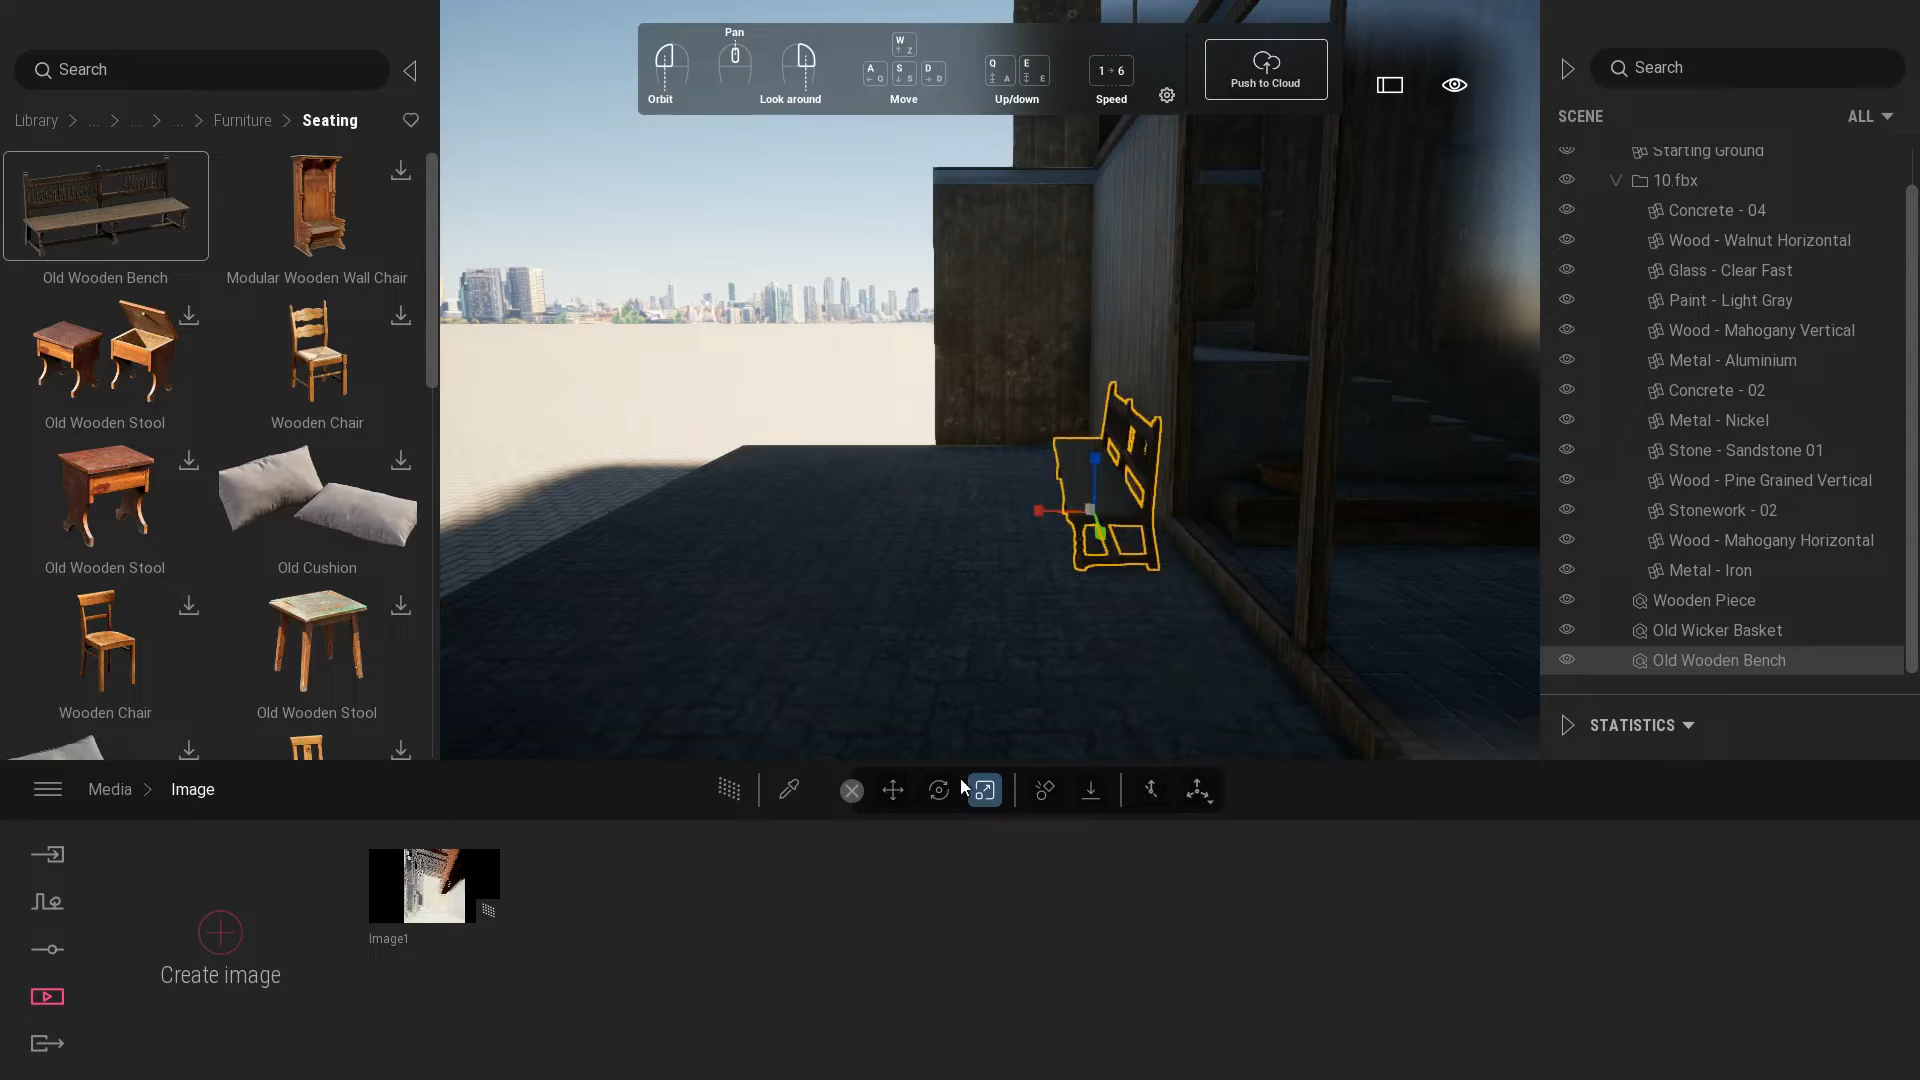 Search
Library > ... > ... > ... > Furniture > Seating
Old Wooden Bench
Modular Wooden Wall Chair
Old Wooden Stool
Wooden Chair
Old Wooden Stool
Old Cushion
Wooden Chair
Old Wooden Stool
Pan
Orbit
Look around
W
Z
A
Q
S
S
D
D
Move
Q
A
E
E
Up/down
1 → 6
Speed
Push to Cloud
Search
SCENE
ALL
Starting Ground
10.fbx
Concrete - 04
Wood - Walnut Horizontal
Glass - Clear Fast
Paint - Light Gray
Wood - Mahogany Vertical
Metal - Aluminium
Concrete - 02
Metal - Nickel
Stone - Sandstone 01
Wood - Pine Grained Vertical
Stonework - 02
Wood - Mahogany Horizontal
Metal - Iron
Wooden Piece
Old Wicker Basket
Old Wooden Bench
STATISTICS
Media > Image
Create image
Image1